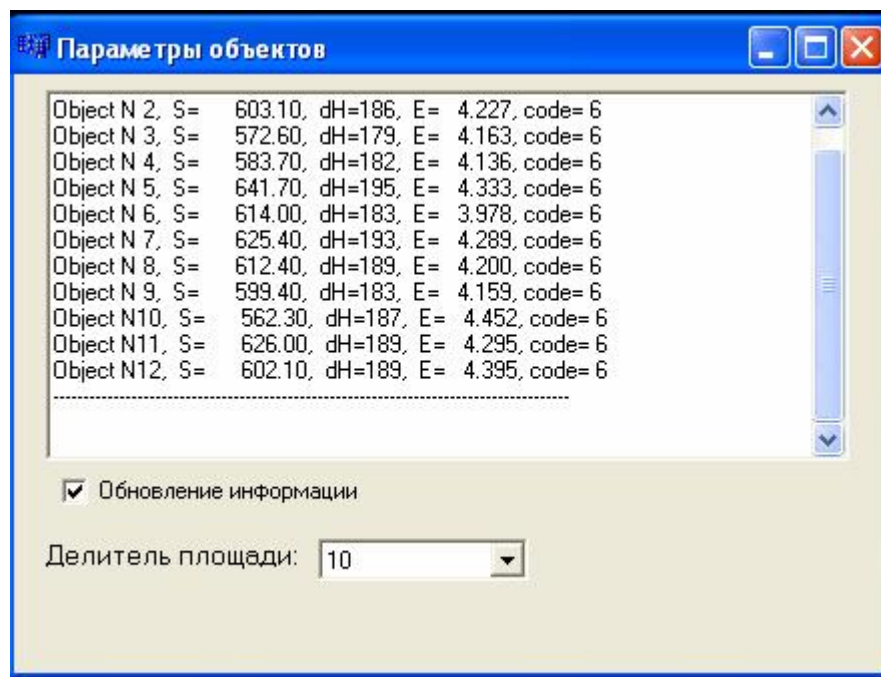 Параметры объектов
Object N 2, S= 603.10, dH=186, E= 4.227, code= 6
Object N 3, S= 572.60, dH=179, E= 4.163, code= 6
Object N 4, S= 583.70, dH=182, E= 4.136, code= 6
Object N 5, S= 641.70, dH=195, E= 4.333, code= 6
Object N 6, S= 614.00, dH=183, E= 3.978, code= 6
Object N 7, S= 625.40, dH=193, E= 4.289, code= 6
Object N 8, S= 612.40, dH=189, E= 4.200, code= 6
Object N 9, S= 599.40, dH=183, E= 4.159, code= 6
Object N10, S= 562.30, dH=187, E= 4.452, code= 6
Object N11, S= 626.00, dH=189, E= 4.295, code= 6
Object N12, S= 602.10, dH=189, E= 4.395, code= 6
--------------------------------------------------------------------------------
Обновление информации
Делитель площади: 10